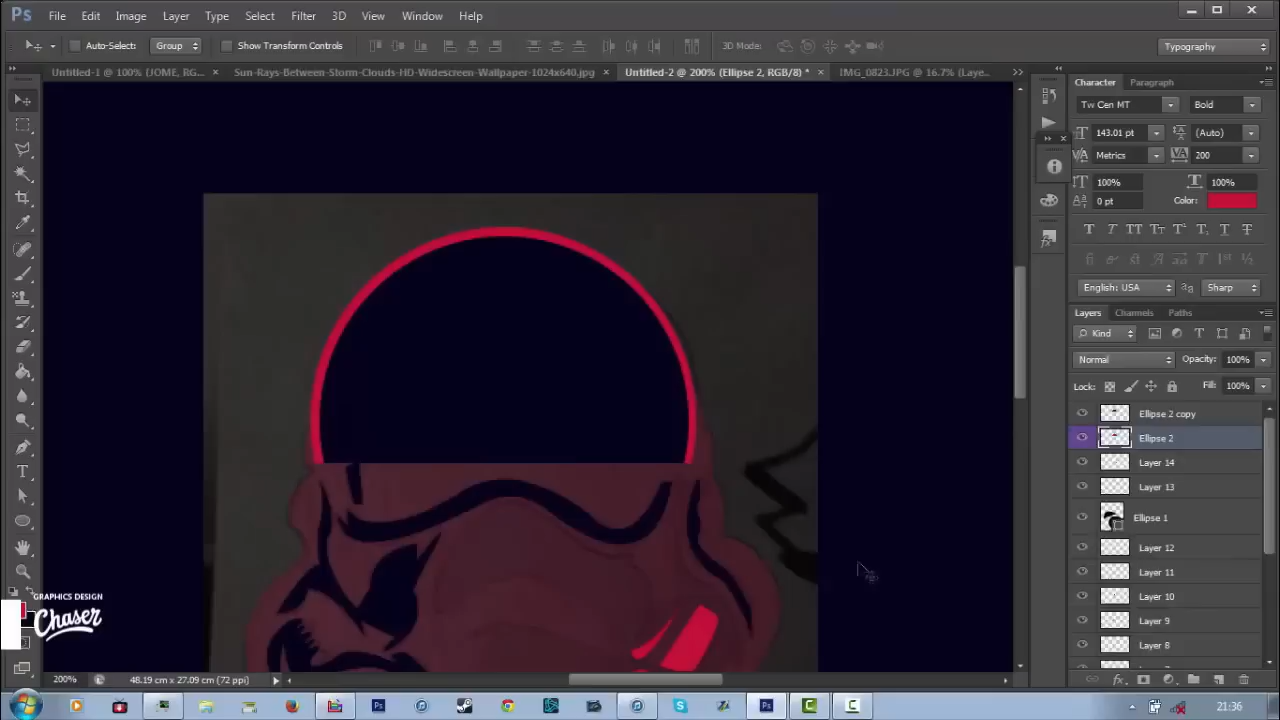 Ps File Edit Image Layer Type Select Filter 3D View Window Help
Auto-Select: Group Show Transform Controls 3D Mode: Typography
Untitled-1 @ 100% (JOME, RG... × Sun-Rays-Between-Storm-Clouds-HD-Widescreen-Wallpaper-1024x640.jpg × Untitled-2 @ 200% (Ellipse 2, RGB/8) * × IMG_0823.JPG @ 16.7% (Laye...
Character Paragraph
Tw Cen MT Bold
143.01 pt (Auto)
Metrics 200
100% 100%
0 pt Color:
English: USA Sharp
Layers Channels Paths
Kind
Normal Opacity: 100%
Lock: Fill: 100%
Ellipse 2 copy
Ellipse 2
Layer 14
Layer 13
Ellipse 1
Layer 12
Layer 11
Layer 10
Layer 9
Layer 8
GRAPHICS DESIGN
Chaser
200% 48.19 cm x 27.09 cm (72 ppi)
21:36